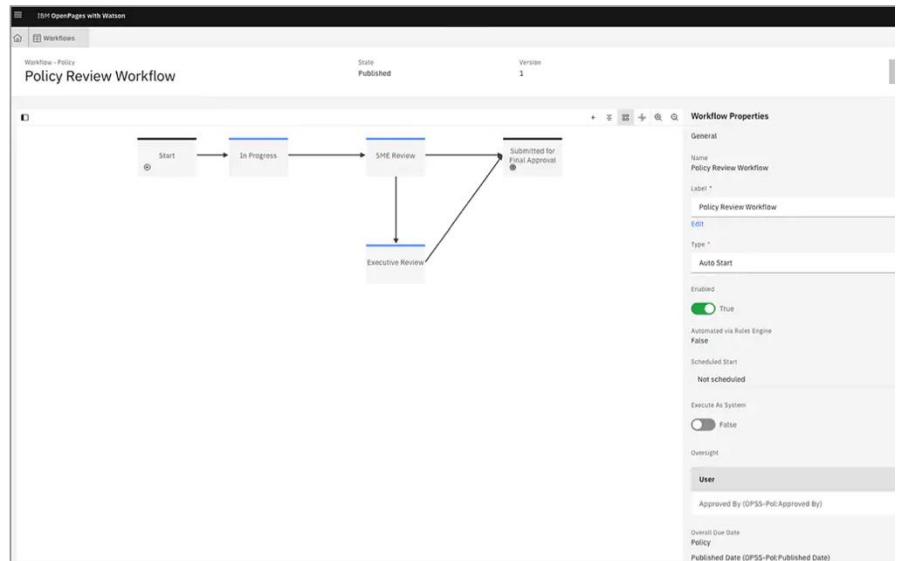 IBM OpenPages with Watson
Workflows
Workflow - Policy
Policy Review Workflow
State
Published
Version
1
Start
In Progress
SME Review
Submitted for
Final Approval
Executive Review
Workflow Properties
General
Name
Policy Review Workflow
Label *
Policy Review Workflow
Edit
Type *
Auto Start
Enabled
True
Automated via Rules Engine
False
Scheduled Start
Not scheduled
Execute As System
False
Oversight
User
Approved By (OPSS-Pol:Approved By)
Overall Due Date
Policy
Published Date (OPSS-Pol:Published Date)